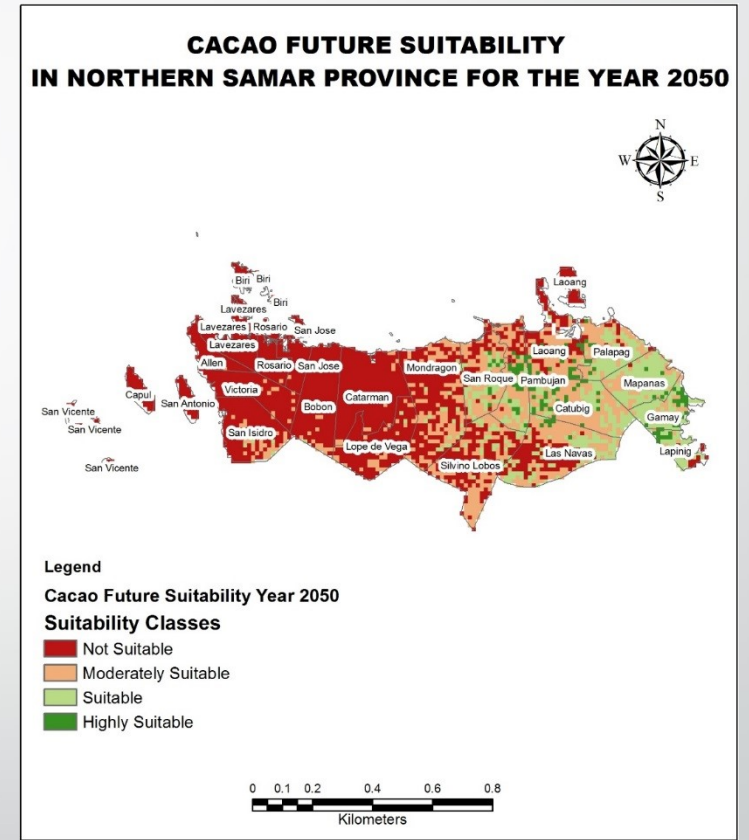 CACAO FUTURE SUITABILITY
IN NORTHERN SAMAR PROVINCE FOR THE YEAR 2050
N
W E
S
Laoang
Biri Biri
Biri
Lavezares
Lavezares Rosario San Jose
Lavezares
Laoang Palapag
Allen Rosario San Jose Mondragon
San Roque Pambujan Mapanas
Capul San Antonio Victoria Catarman
San Vicente Bobon Catubig Gamay
San Vicente San Isidro
Lope de Vega Las Navas Lapinig
San Vicente Silvino Lobos
Legend
Cacao Future Suitability Year 2050
Suitability Classes
Not Suitable
Moderately Suitable
Suitable
Highly Suitable
0 0.1 0.2 0.4 0.6 0.8
Kilometers